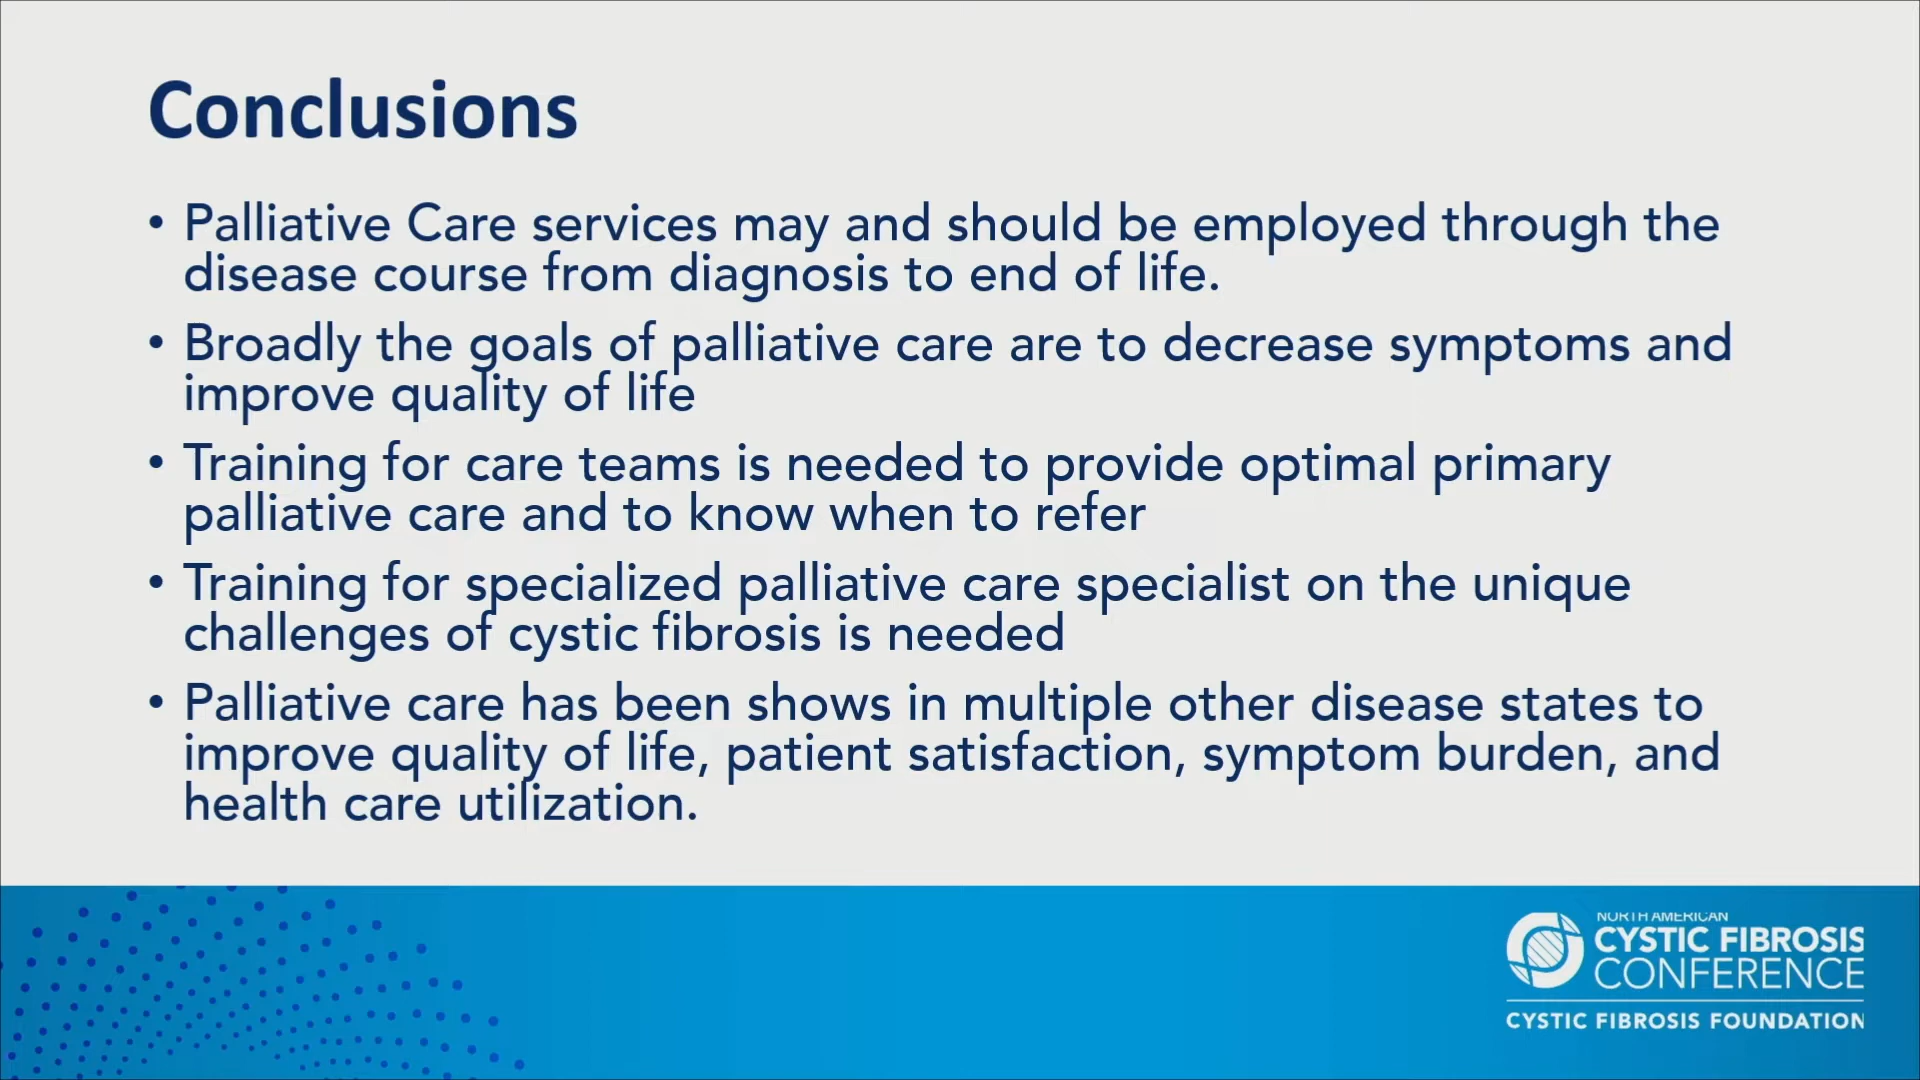 Conclusions
• Palliative Care services may and should be employed through the
disease course from diagnosis to end of life.
• Broadly the goals of palliative care are to decrease symptoms and
improve quality of life
• Training for care teams is needed to provide optimal primary
palliative care and to know when to refer
• Training for specialized palliative care specialist on the unique
challenges of cystic fibrosis is needed
• Palliative care has been shows in multiple other disease states to
improve quality of life, patient satisfaction, symptom burden, and
health care utilization.
NORTH AMERICAN
CYSTIC FIBROSIS
CONFERENCE
CYSTIC FIBROSIS FOUNDATION